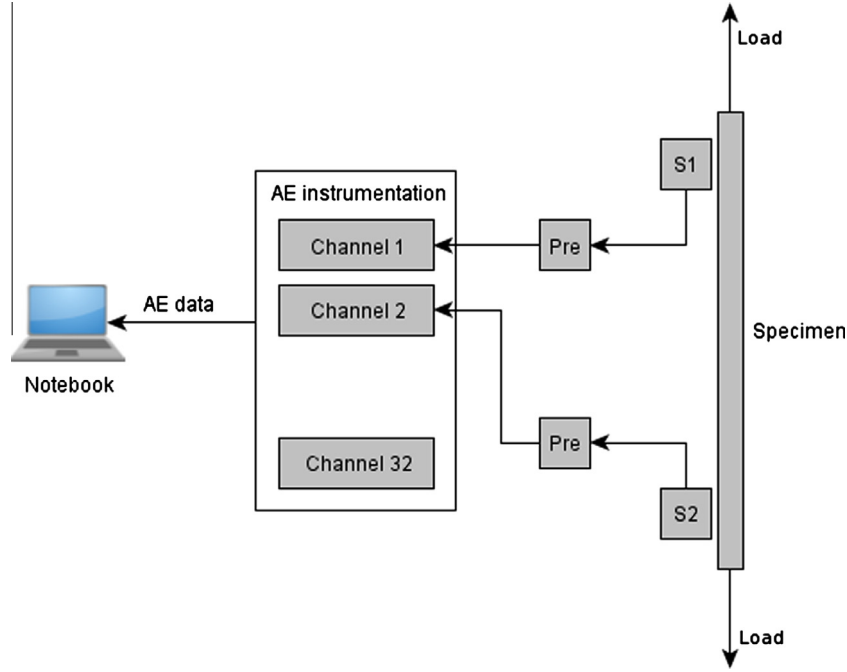 Load
S1
AE instrumentation
Channel 1
Pre
Channel 2
AE data
Specimen
Notebook
Pre
Channel 32
S2
Load